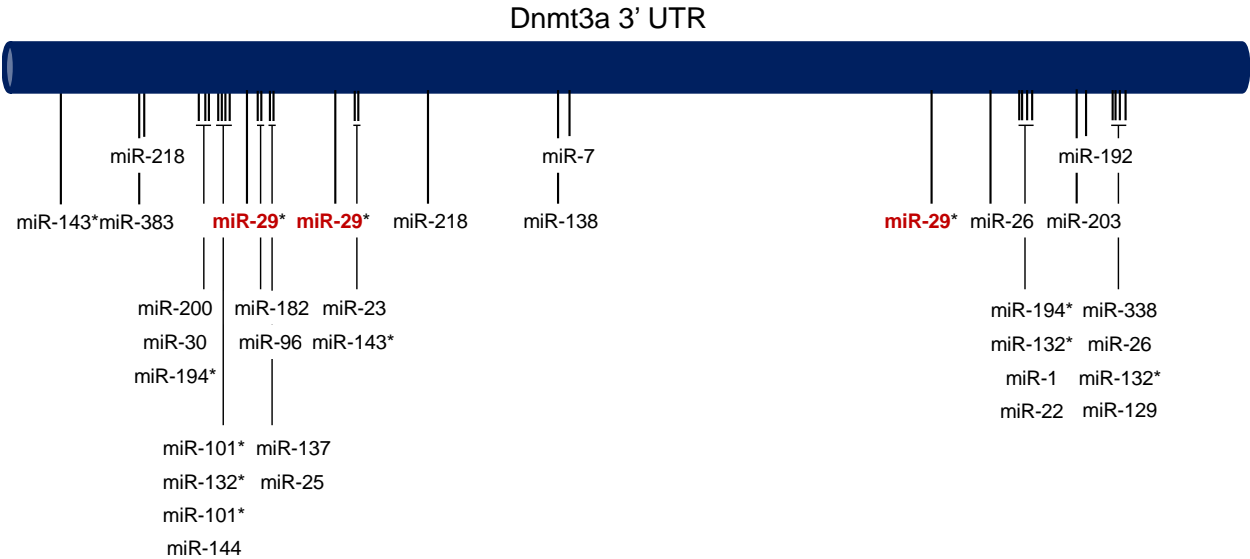 Dnmt3a 3’ UTR
miR-218 miR-7 miR-192
miR-143*miR-383 miR-29* miR-29* miR-218 miR-138 miR-29* miR-26 miR-203
miR-200 miR-182 miR-23 miR-194* miR-338
miR-30 miR-96 miR-143* miR-132* miR-26
miR-194* miR-1 miR-132*
miR-22 miR-129
miR-101* miR-137
miR-132* miR-25
miR-101*
miR-144